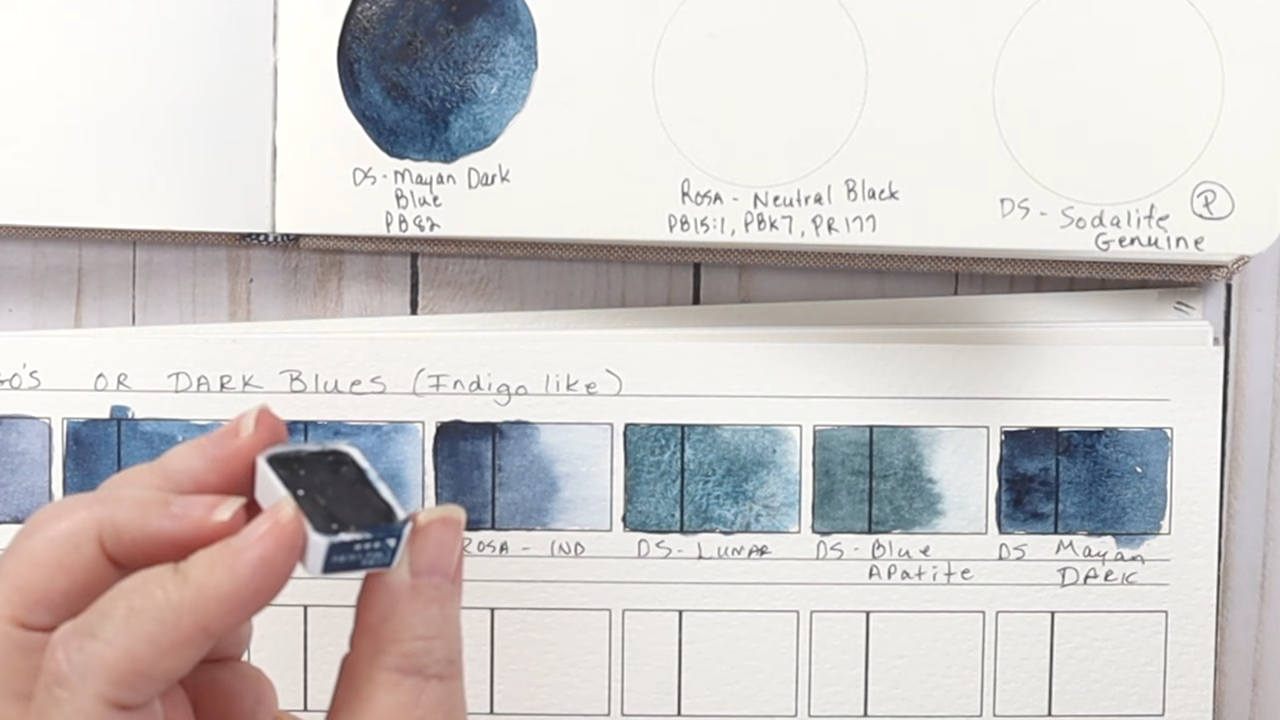 DS - Mayan Dark
Blue
PB82
ROSA - Neutral Black
PB15:1, PBK7, PR177
DS - Sodalite
Genuine
P
GO'S OR DARK Blues (Indigo like)
ROSA - IND
DS - LUNAR
DS - Blue
APatite
DS Mayan
DARK